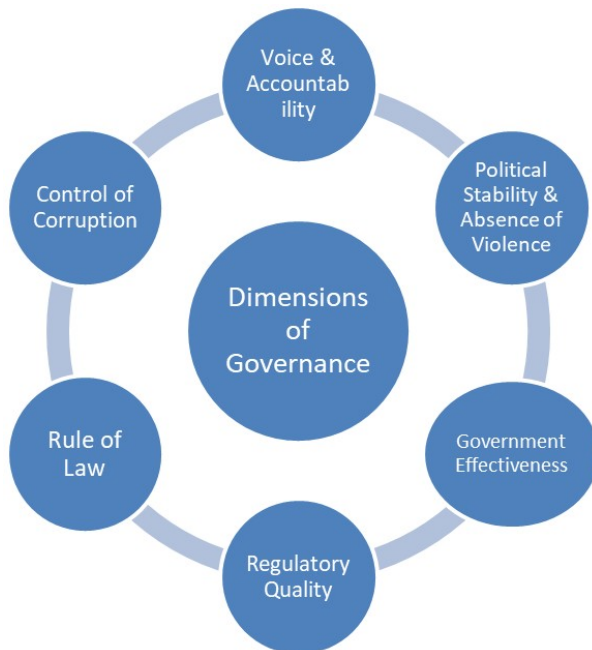 Voice &
Accountab
ility
Political
Stability &
Absence of
Violence
Government
Effectiveness
Regulatory
Quality
Rule of
Law
Control of
Corruption
Dimensions
of
Governance